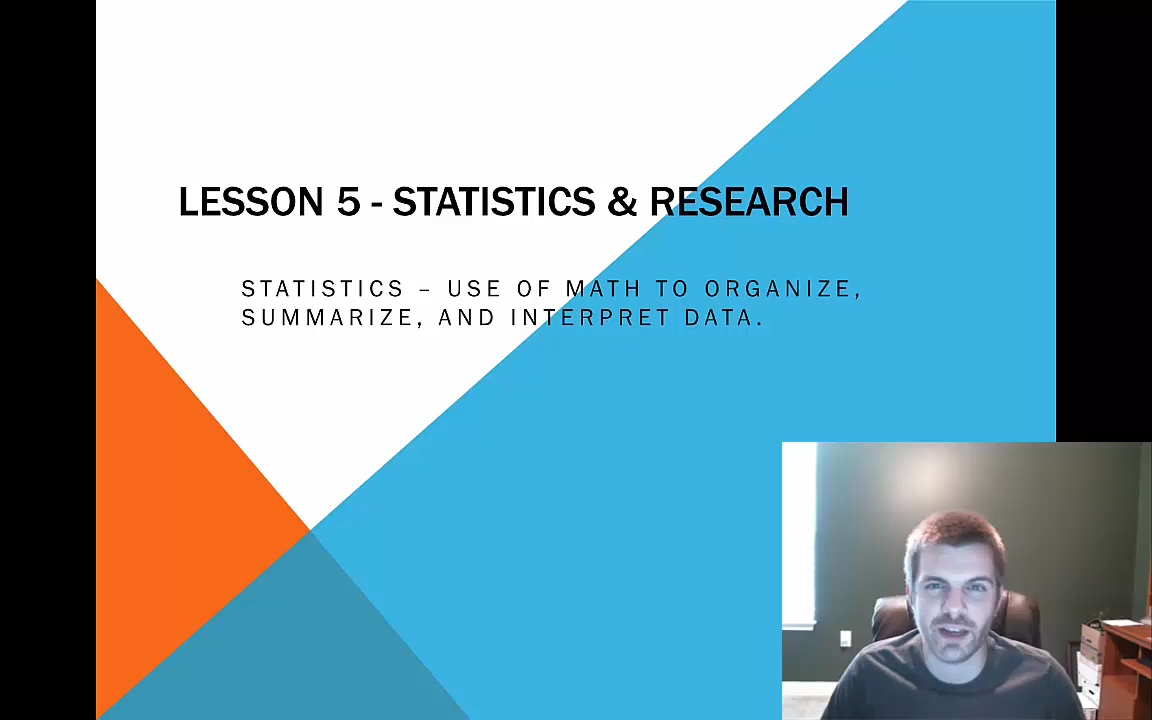 LESSON 5 - STATISTICS & RESEARCH
STATISTICS – USE OF MATH TO ORGANIZE,
SUMMARIZE, AND INTERPRET DATA.